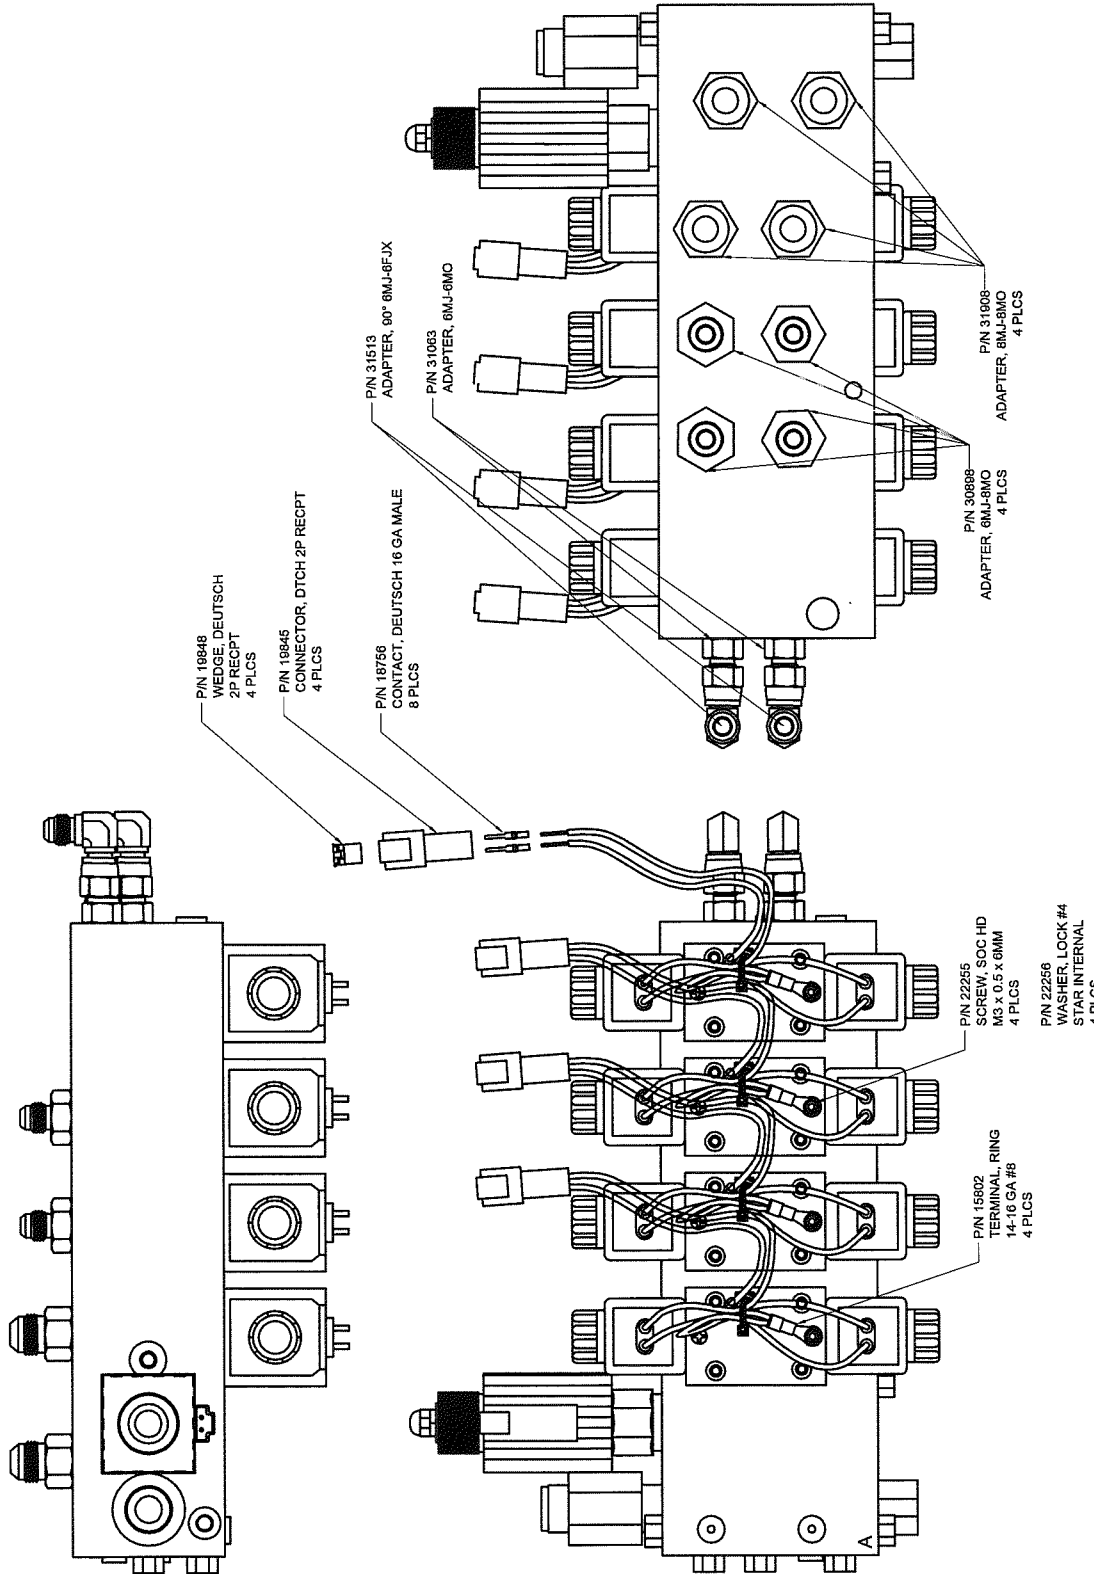 P/N 19848
WEDGE, DEUTSCH
2P RECPT
4 PLCS
P/N 19845
CONNECTOR, DTCH 2P RECPT
4 PLCS
P/N 18756
CONTACT, DEUTSCH 16 GA MALE
8 PLCS
P/N 31513
ADAPTER, 90° 6MJ-6FJX
P/N 31063
ADAPTER, 6MJ-6MO
P/N 31908
ADAPTER, 8MJ-8MO
4 PLCS
P/N 30898
ADAPTER, 6MJ-8MO
4 PLCS
P/N 22255
SCREW, SOC HD
M3 x 0.5 x 6MM
4 PLCS
P/N 22256
WASHER, LOCK #4
STAR INTERNAL
4 PLCS
P/N 15802
TERMINAL, RING
14-16 GA #8
4 PLCS
A